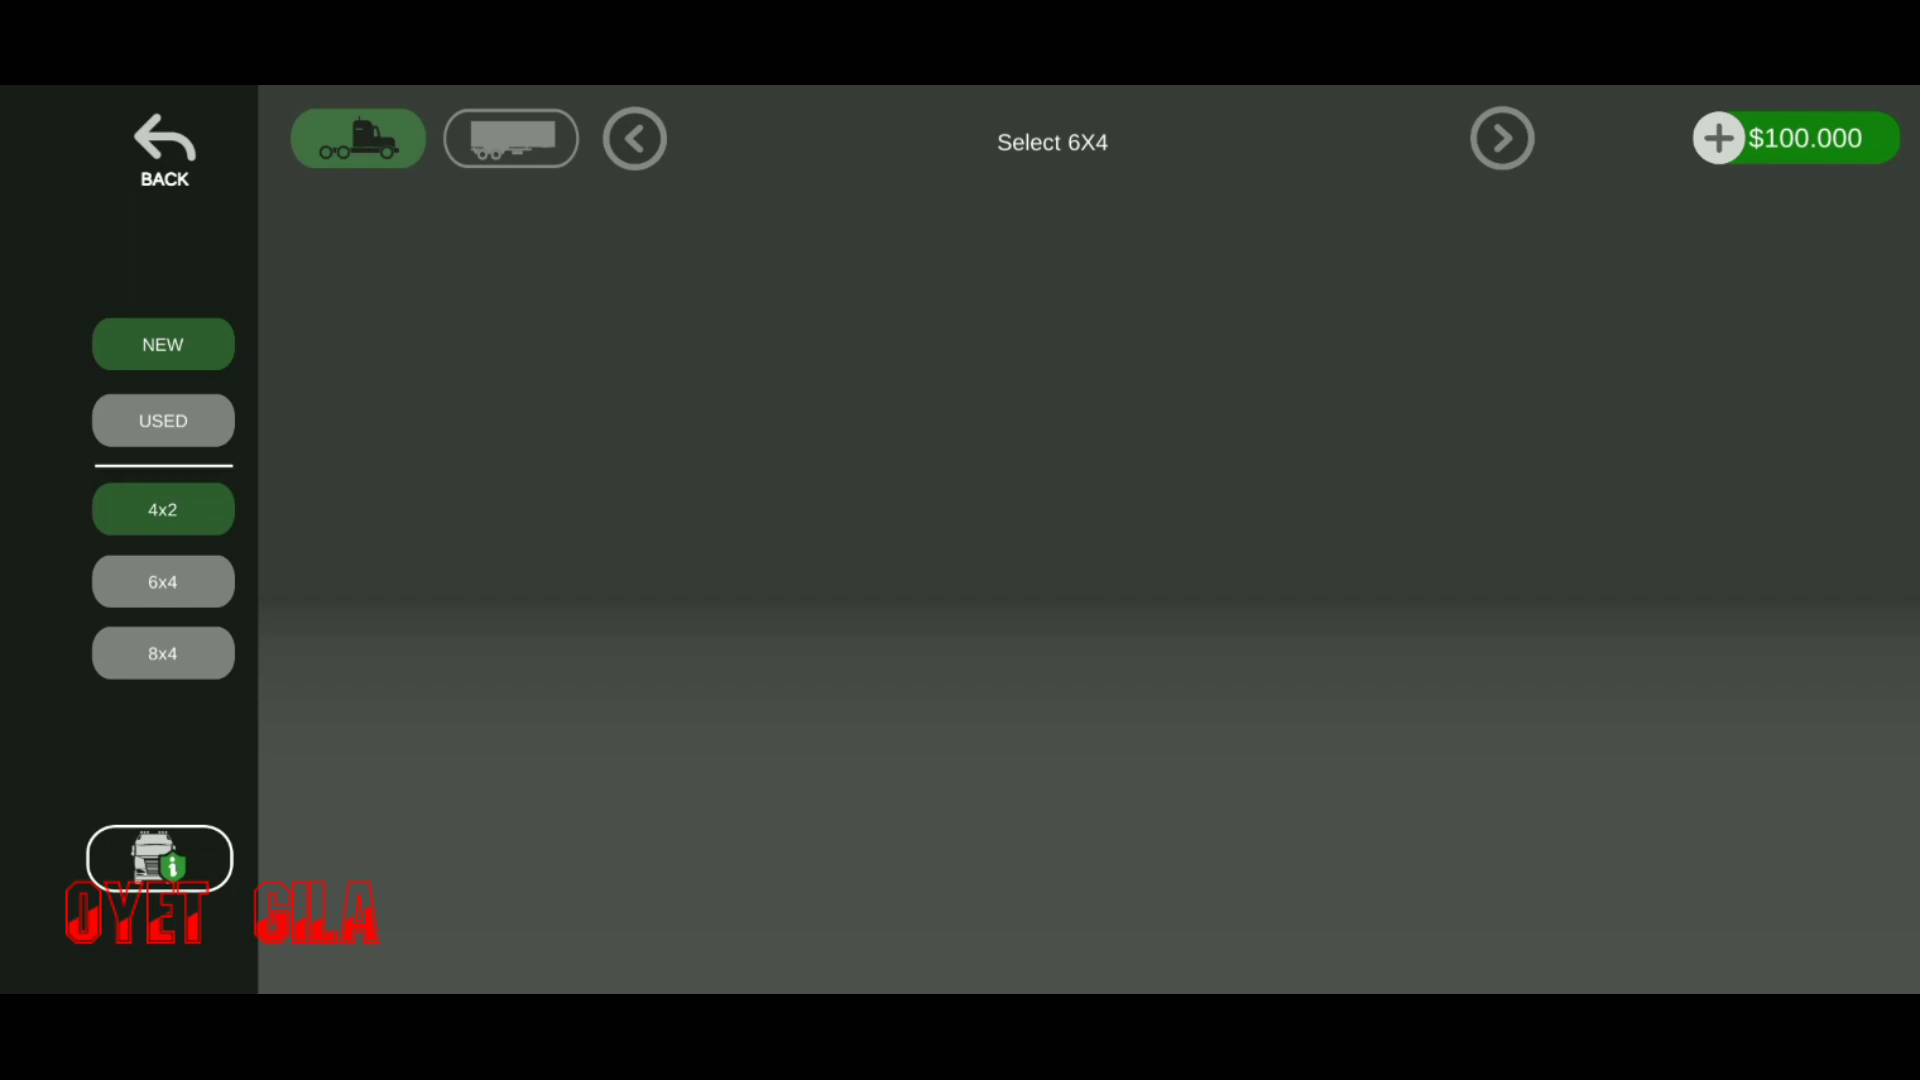 BACK
Select 6X4
$100.000
NEW
USED
4x2
6x4
8x4
OYET GILA